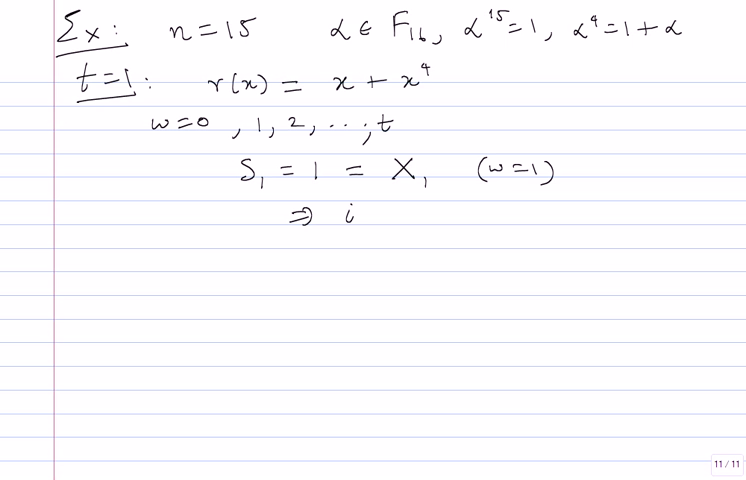 Ex: n=15 α ∈ F₁₆, α¹⁵=1, α⁴=1+α
t=1: r(x) = x + x⁴
w=0, 1, 2, ..., t
S₁ = 1 = X₁ (w=1)
⇒ i
11 / 11